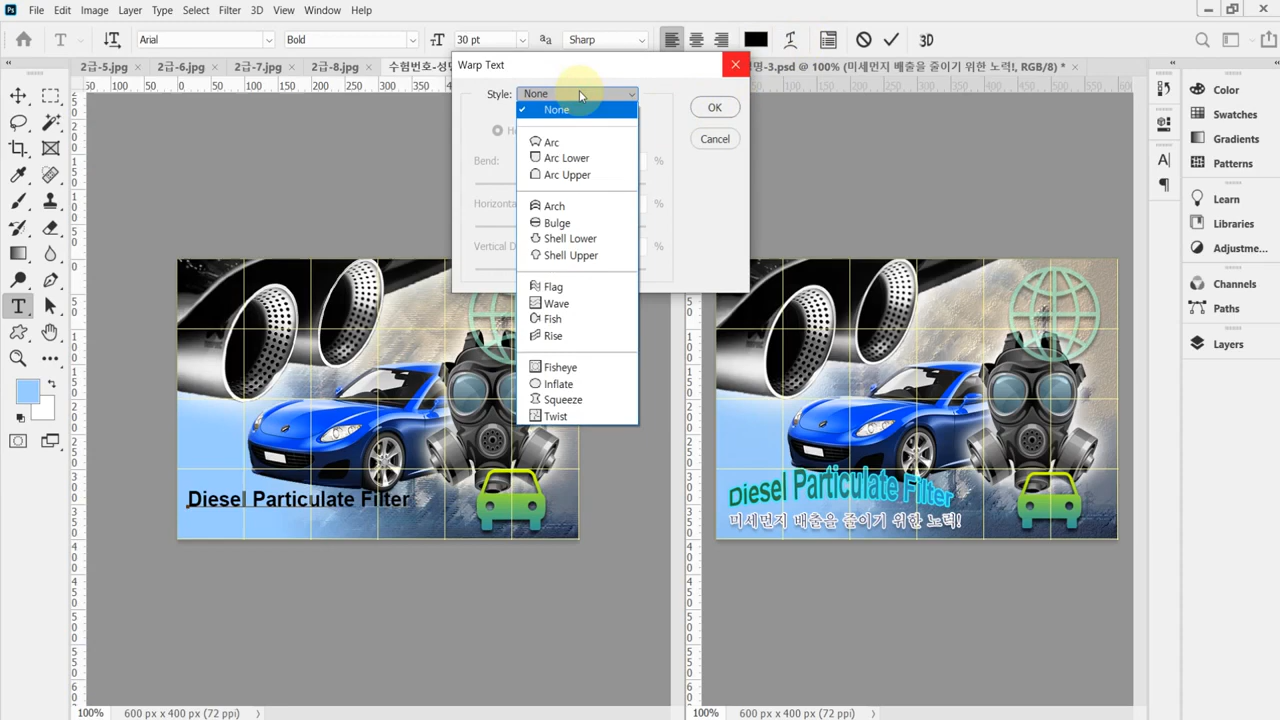 Ps File Edit Image Layer Type Select Filter 3D View Window Help
T Arial Bold 30 pt Sharp 3D
2급-5.jpg × 2급-6.jpg × 2급-7.jpg × 2급-8.jpg × 수험번호-성명
명-3.psd @ 100% (미세먼지 배출을 줄이기 위한 노력!, RGB/8) * ×
Warp Text
Style: None
OK
Cancel
None
Arc
Arc Lower
Arc Upper
Arch
Bulge
Shell Lower
Shell Upper
Flag
Wave
Fish
Rise
Fisheye
Inflate
Squeeze
Twist
Bend: %
Horizonta %
Vertical D %
Color
Swatches
Gradients
Patterns
Learn
Libraries
Adjustme...
Channels
Paths
Layers
Diesel Particulate Filter
Diesel Particulate Filter
미세먼지 배출을 줄이기 위한 노력!
100% 600 px x 400 px (72 ppi)
100% 600 px x 400 px (72 ppi)